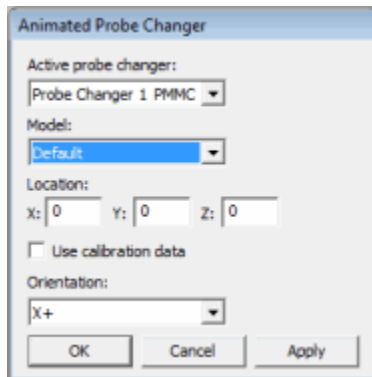 Animated Probe Changer
Active probe changer:
Probe Changer 1 PMMC
Model:
Default
Location:
X: 0 Y: 0 Z: 0
Use calibration data
Orientation:
X+
OK Cancel Apply